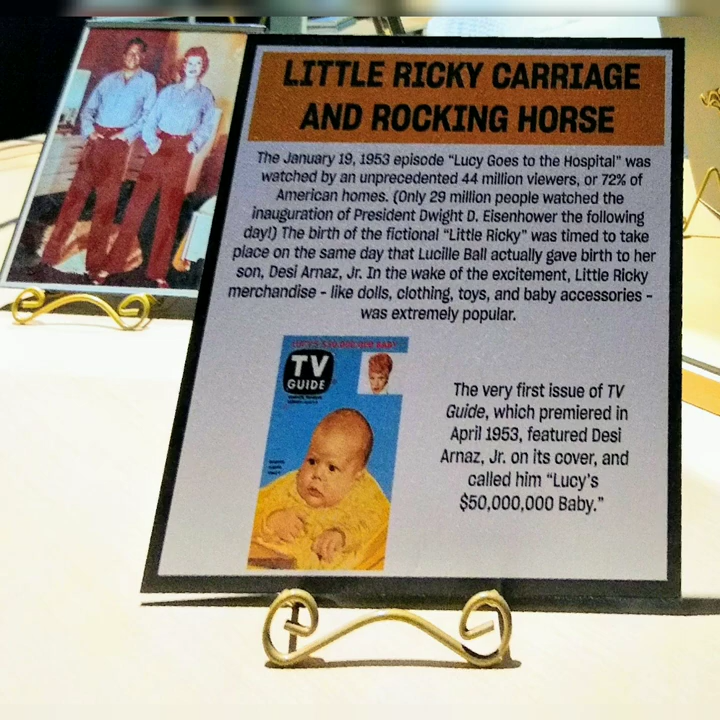 LITTLE RICKY CARRIAGE
AND ROCKING HORSE
The January 19, 1953 episode “Lucy Goes to the Hospital” was
watched by an unprecedented 44 million viewers, or 72% of
American homes. (Only 29 million people watched the
inauguration of President Dwight D. Eisenhower the following
day!) The birth of the fictional “Little Ricky” was timed to take
place on the same day that Lucille Ball actually gave birth to her
son, Desi Arnaz, Jr. In the wake of the excitement, Little Ricky
merchandise – like dolls, clothing, toys, and baby accessories –
was extremely popular.
LUCY'S $50,000,000 BABY
TV
GUIDE
The very first issue of TV
Guide, which premiered in
April 1953, featured Desi
Arnaz, Jr. on its cover, and
called him “Lucy’s
$50,000,000 Baby.”